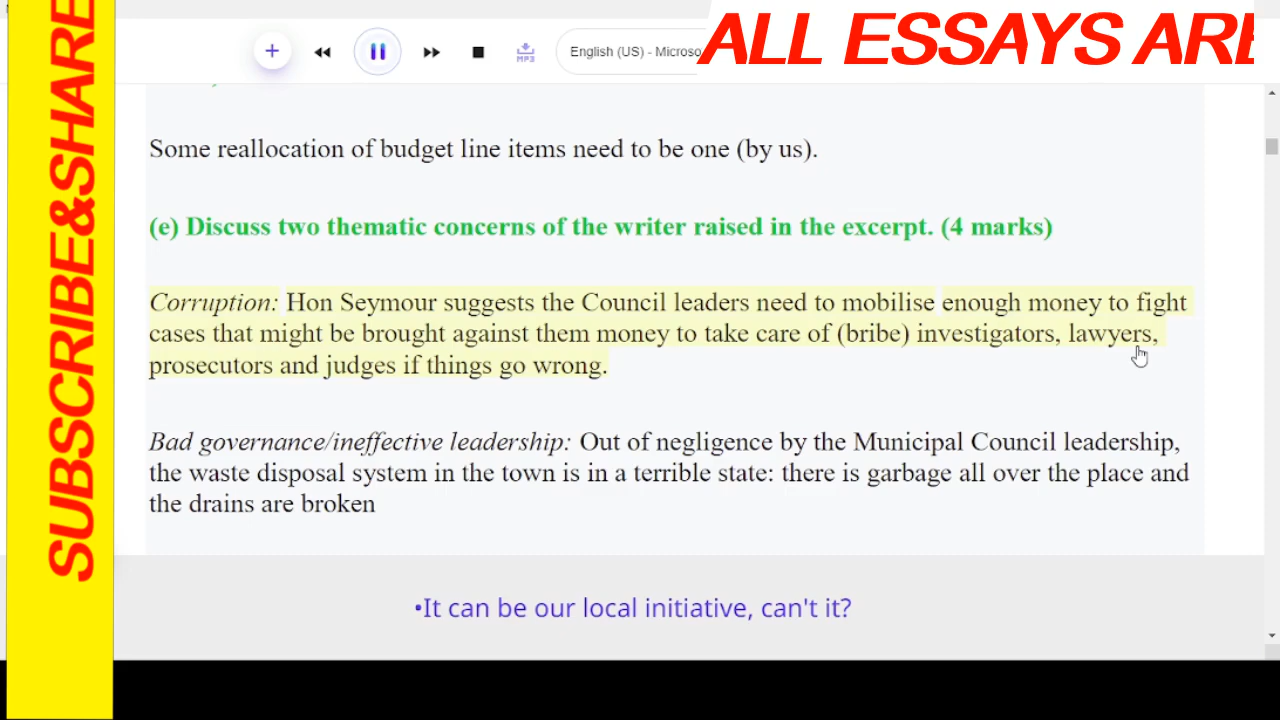 SUBSCRIBE&SHARE
ALL ESSAYS ARE
MP3
English (US) - Microso
Some reallocation of budget line items need to be one (by us).
(e) Discuss two thematic concerns of the writer raised in the excerpt. (4 marks)
Corruption: Hon Seymour suggests the Council leaders need to mobilise enough money to fight
cases that might be brought against them money to take care of (bribe) investigators, lawyers,
prosecutors and judges if things go wrong.
Bad governance/ineffective leadership: Out of negligence by the Municipal Council leadership,
the waste disposal system in the town is in a terrible state: there is garbage all over the place and
the drains are broken
•It can be our local initiative, can't it?